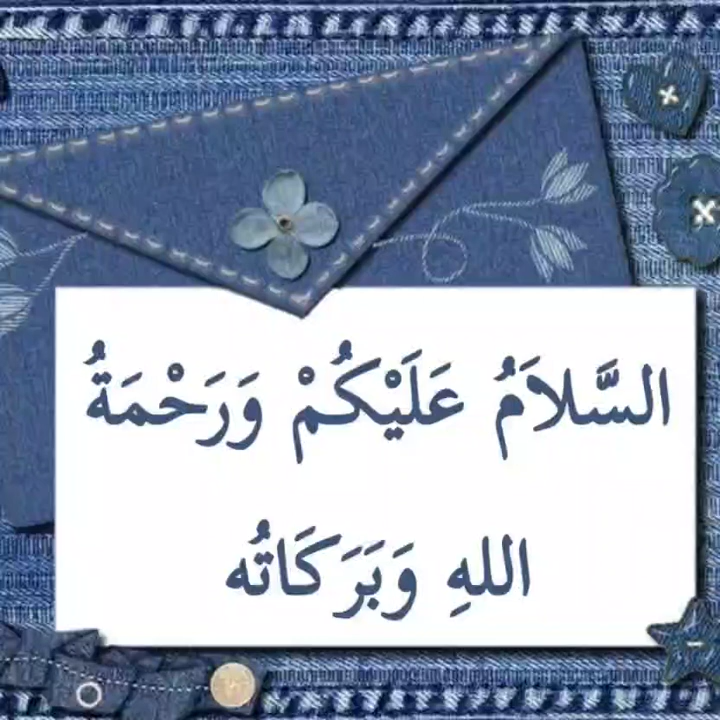 السَّلاَمُ عَلَيْكُمْ وَرَحْمَةُ
اللهِ وَبَرَكَاتُه